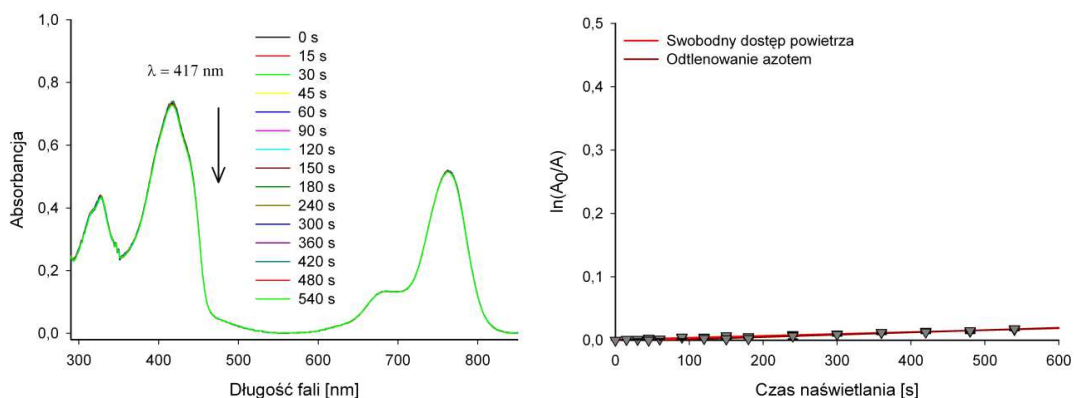 1,0
0,8
0,6
0,4
0,2
0,0
Absorbancja
λ = 417 nm
0 s
15 s
30 s
45 s
60 s
90 s
120 s
150 s
180 s
240 s
300 s
360 s
420 s
480 s
540 s
300 400 500 600 700 800
Długość fali [nm]
0,5
0,4
0,3
0,2
0,1
0,0
ln(A0/A)
Swobodny dostęp powietrza
Odtlenowanie azotem
0 100 200 300 400 500 600
Czas naświetlania [s]